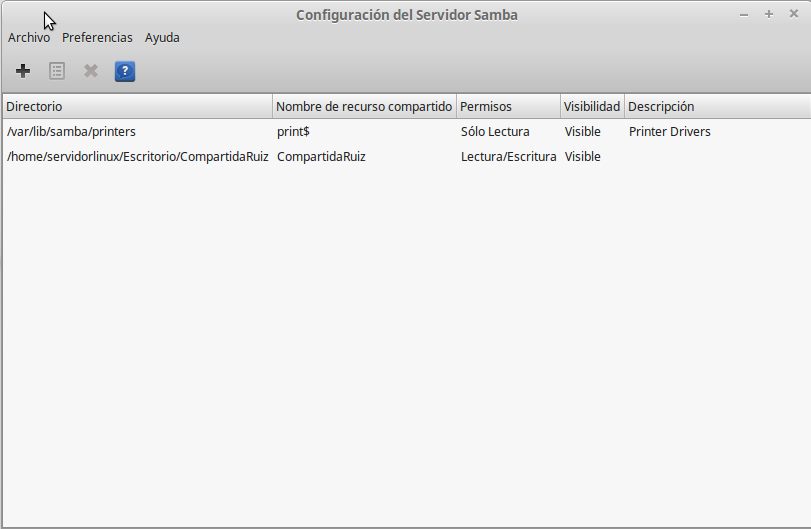 Configuración del Servidor Samba
Archivo Preferencias Ayuda
Directorio Nombre de recurso compartido Permisos Visibilidad Descripción
/var/lib/samba/printers print$ Sólo Lectura Visible Printer Drivers
/home/servidorlinux/Escritorio/CompartidaRuiz CompartidaRuiz Lectura/Escritura Visible